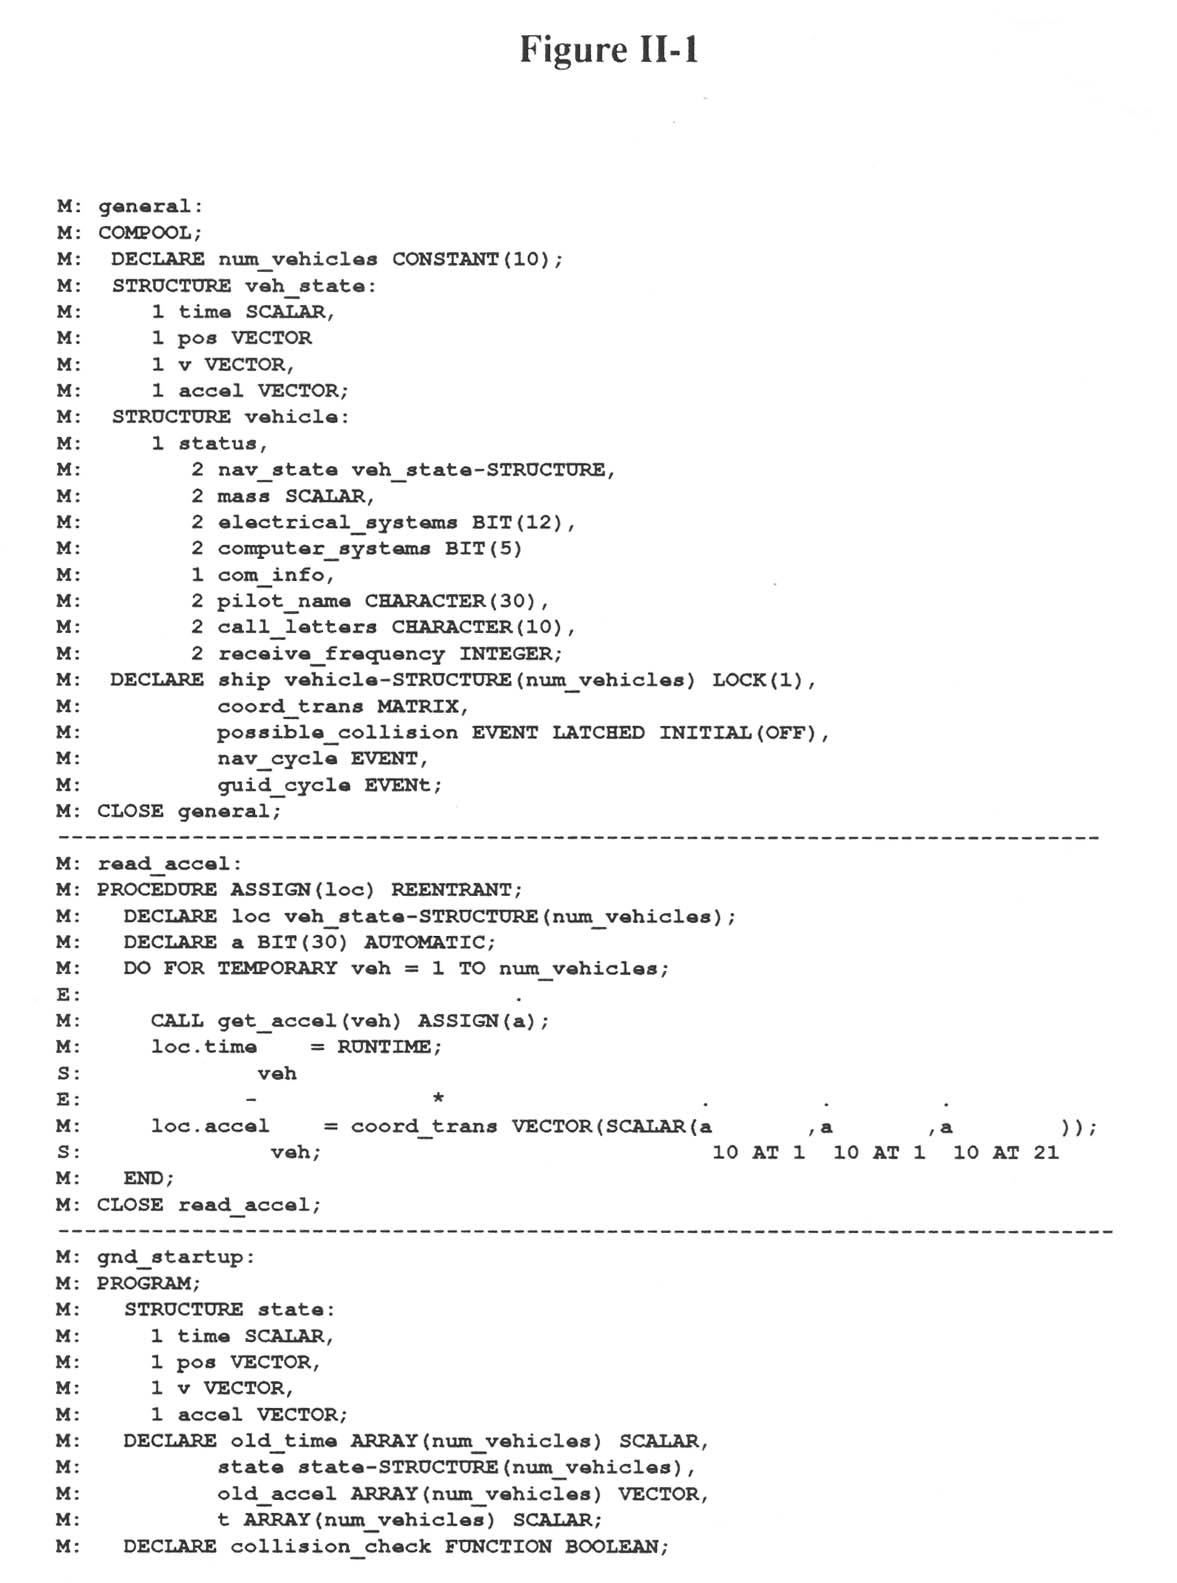 Figure II-1
M: general:
M: COMPOOL;
M:  DECLARE num_vehicles CONSTANT(10);
M:  STRUCTURE veh_state:
M:     1 time SCALAR,
M:     1 pos VECTOR
M:     1 v VECTOR,
M:     1 accel VECTOR;
M:  STRUCTURE vehicle:
M:     1 status,
M:        2 nav_state veh_state-STRUCTURE,
M:        2 mass SCALAR,
M:        2 electrical_systems BIT(12),
M:        2 computer_systems BIT(5)
M:        1 com_info,
M:        2 pilot_name CHARACTER(30),
M:        2 call_letters CHARACTER(10),
M:        2 receive_frequency INTEGER;
M:  DECLARE ship vehicle-STRUCTURE(num_vehicles) LOCK(1),
M:          coord_trans MATRIX,
M:          possible_collision EVENT LATCHED INITIAL(OFF),
M:          nav_cycle EVENT,
M:          guid_cycle EVENt;
M: CLOSE general;
-------------------------------------------------------------------------------
M: read_accel:
M: PROCEDURE ASSIGN(loc) REENTRANT;
M:   DECLARE loc veh_state-STRUCTURE(num_vehicles);
M:   DECLARE a BIT(30) AUTOMATIC;
M:   DO FOR TEMPORARY veh = 1 TO num_vehicles;
E:                                 .
M:     CALL get_accel(veh) ASSIGN(a);
M:     loc.time    = RUNTIME;
S:             veh
E:            -             *                   .        .        .
M:     loc.accel    = coord_trans VECTOR(SCALAR(a       ,a       ,a        ));
S:              veh;                             10 AT 1  10 AT 1  10 AT 21
M:   END;
M: CLOSE read_accel;
--------------------------------------------------------------------------------
M: gnd_startup:
M: PROGRAM;
M:   STRUCTURE state:
M:     1 time SCALAR,
M:     1 pos VECTOR,
M:     1 v VECTOR,
M:     1 accel VECTOR;
M:   DECLARE old_time ARRAY(num_vehicles) SCALAR,
M:          state state-STRUCTURE(num_vehicles),
M:          old_accel ARRAY(num_vehicles) VECTOR,
M:          t ARRAY(num_vehicles) SCALAR;
M:   DECLARE collision_check FUNCTION BOOLEAN;